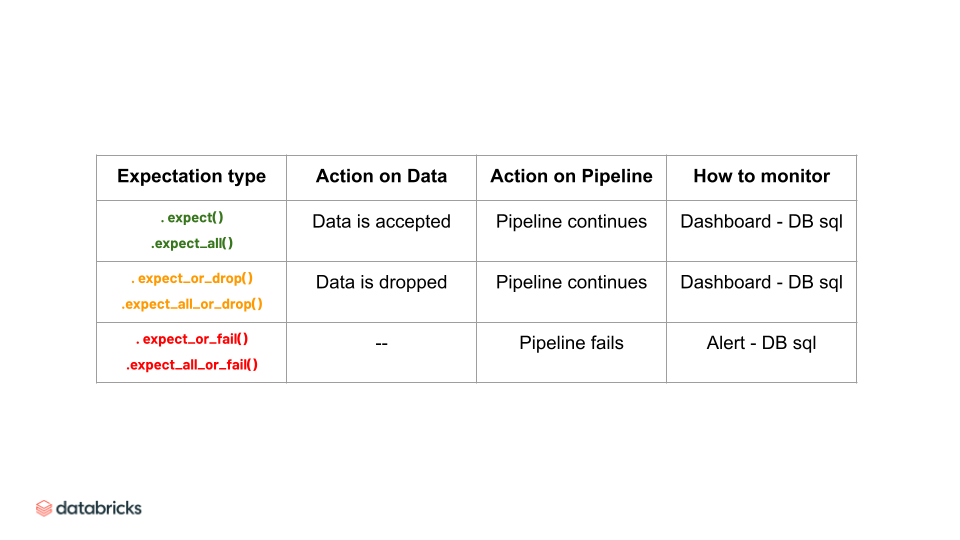 Expectation type Action on Data Action on Pipeline How to monitor
. expect()
.expect_all()
Data is accepted Pipeline continues Dashboard - DB sql
. expect_or_drop()
.expect_all_or_drop()
Data is dropped Pipeline continues Dashboard - DB sql
. expect_or_fail()
.expect_all_or_fail()
-- Pipeline fails Alert - DB sql
databricks